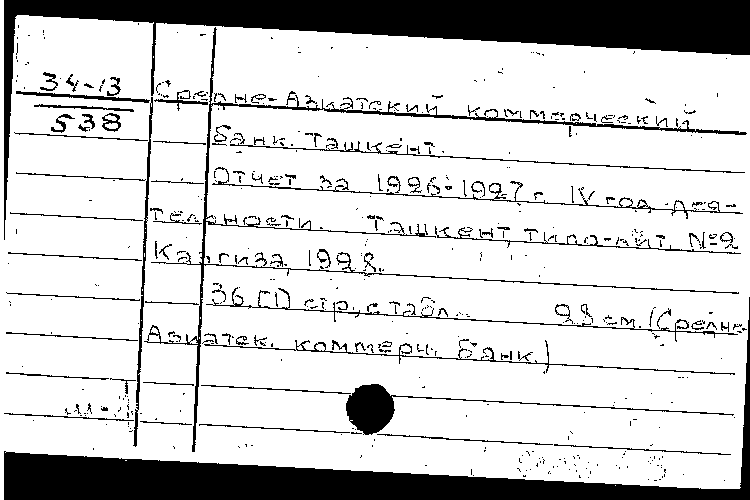 34-13
538
Средне-Азиатский коммерческий
банк. Ташкент.
Отчет за 1926-1927 г. IV год дея-
тельности. Ташкент, типо-лит. №2
Казгиза, 1928.
36, [1] стр., с табл. 28 см. (Средне-
Азиатск. коммерч. банк.)